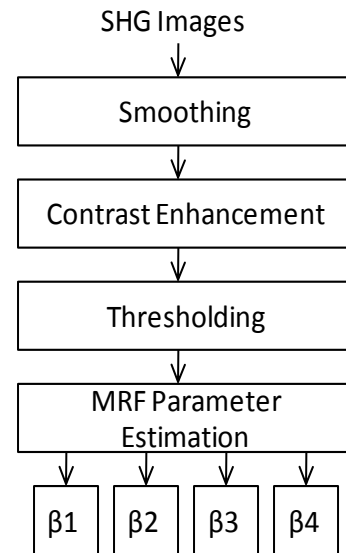 SHG Images
Smoothing
Contrast Enhancement
Thresholding
MRF Parameter
Estimation
β1 β2 β3 β4